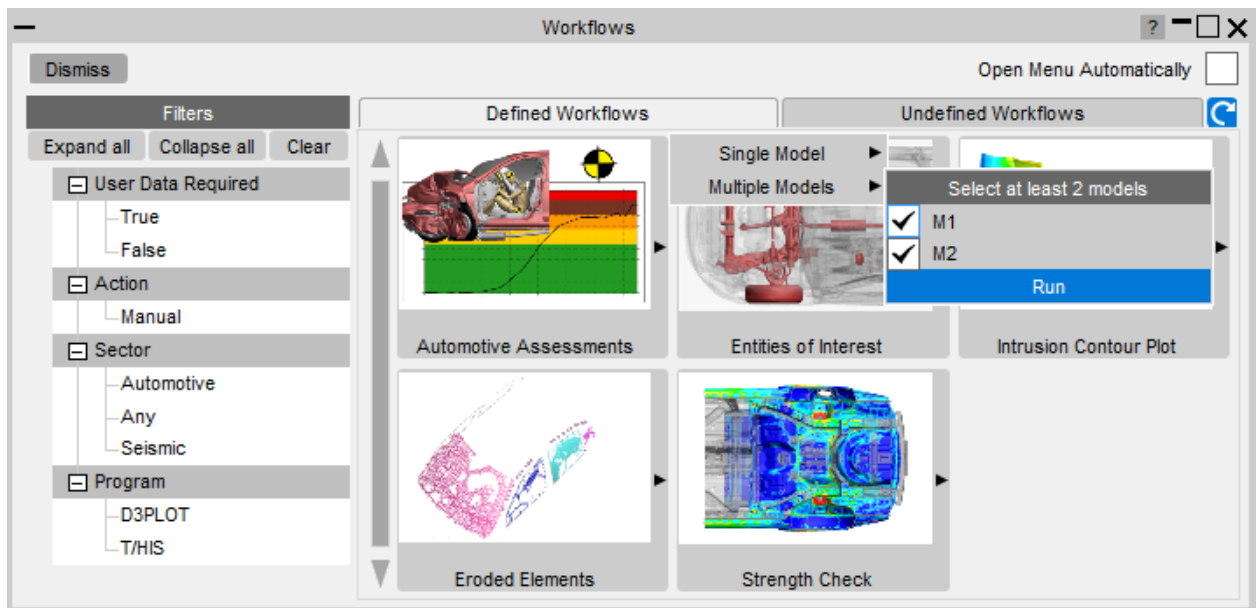 Workflows
?
Dismiss
Open Menu Automatically
Filters
Defined Workflows
Undefined Workflows
Expand all Collapse all Clear
User Data Required
True
False
Action
Manual
Sector
Automotive
Any
Seismic
Program
D3PLOT
T/HIS
Single Model
Multiple Models
Select at least 2 models
M1
M2
Run
Automotive Assessments
Entities of Interest
Intrusion Contour Plot
Eroded Elements
Strength Check